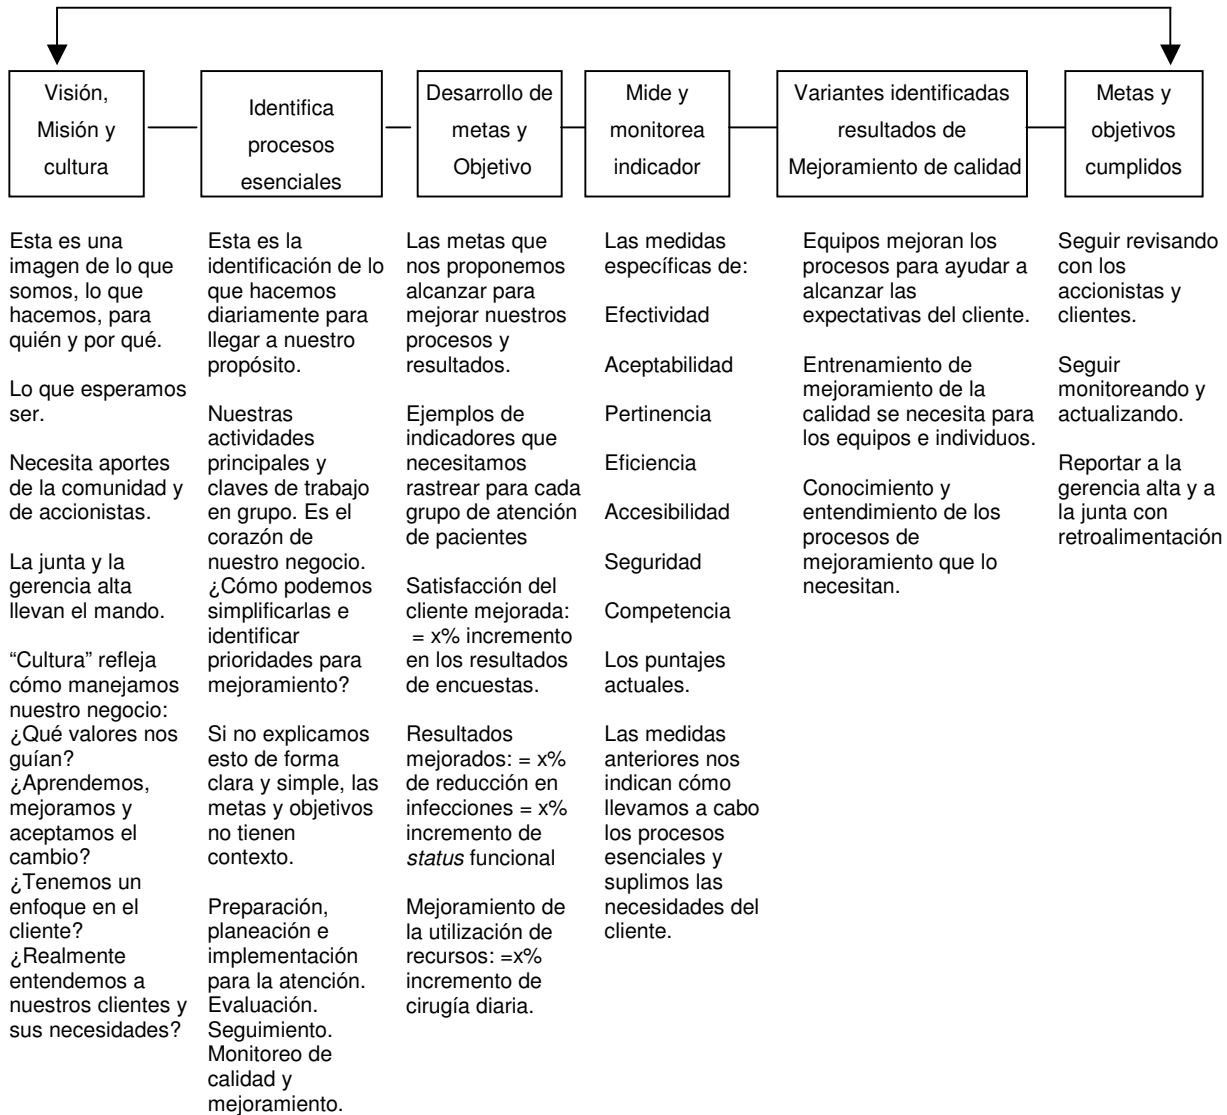 Visión,
Misión y
cultura
Identifica
procesos
esenciales
Desarrollo de
metas y
Objetivo
Mide y
monitorea
indicador
Variantes identificadas
resultados de
Mejoramiento de calidad
Metas y
objetivos
cumplidos
Esta es una
imagen de lo que
somos, lo que
hacemos, para
quién y por qué.
Lo que esperamos
ser.
Necesita aportes
de la comunidad y
de accionistas.
La junta y la
gerencia alta
llevan el mando.
“Cultura” refleja
cómo manejamos
nuestro negocio:
¿Qué valores nos
guían?
¿Aprendemos,
mejoramos y
aceptamos el
cambio?
¿Tenemos un
enfoque en el
cliente?
¿Realmente
entendemos a
nuestros clientes y
sus necesidades?
Esta es la
identificación de lo
que hacemos
diariamente para
llegar a nuestro
propósito.
Nuestras
actividades
principales y
claves de trabajo
en grupo. Es el
corazón de
nuestro negocio.
¿Cómo podemos
simplificarlas e
identificar
prioridades para
mejoramiento?
Si no explicamos
esto de forma
clara y simple, las
metas y objetivos
no tienen
contexto.
Preparación,
planeación e
implementación
para la atención.
Evaluación.
Seguimiento.
Monitoreo de
calidad y
mejoramiento.
Las metas que
nos proponemos
alcanzar para
mejorar nuestros
procesos y
resultados.
Ejemplos de
indicadores que
necesitamos
rastrear para cada
grupo de atención
de pacientes
Satisfacción del
cliente mejorada:
= x% incremento
en los resultados
de encuestas.
Resultados
mejorados: = x%
de reducción en
infecciones = x%
incremento de
status funcional
Mejoramiento de
la utilización de
recursos: =x%
incremento de
cirugía diaria.
Las medidas
específicas de:
Efectividad
Aceptabilidad
Pertinencia
Eficiencia
Accesibilidad
Seguridad
Competencia
Los puntajes
actuales.
Las medidas
anteriores nos
indican cómo
llevamos a cabo
los procesos
esenciales y
suplimos las
necesidades del
cliente.
Equipos mejoran los
procesos para ayudar a
alcanzar las
expectativas del cliente.
Entrenamiento de
mejoramiento de la
calidad se necesita para
los equipos e individuos.
Conocimiento y
entendimiento de los
procesos de
mejoramiento que lo
necesitan.
Seguir revisando
con los
accionistas y
clientes.
Seguir
monitoreando y
actualizando.
Reportar a la
gerencia alta y a
la junta con
retroalimentación